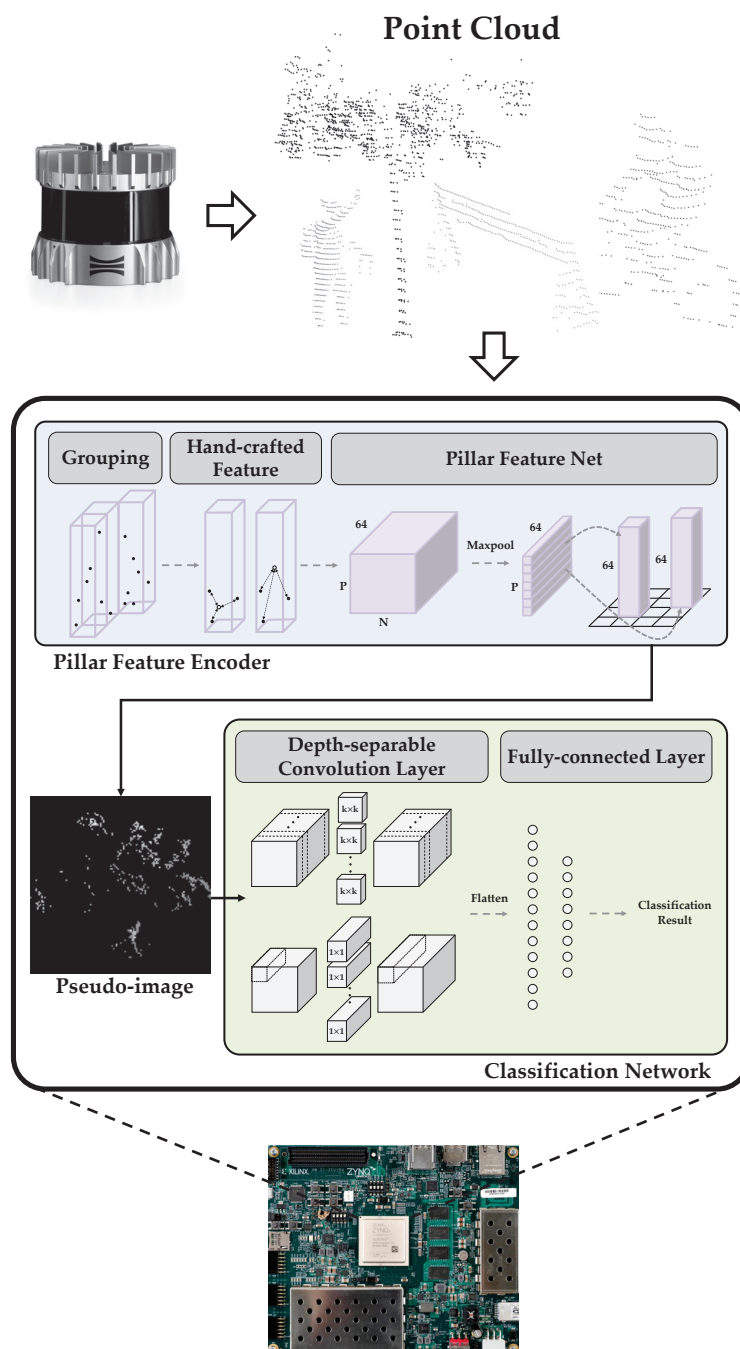 Point Cloud
Grouping
Hand-crafted
Feature
Pillar Feature Net
64
P
N
Maxpool
64
P
64
64
Pillar Feature Encoder
Depth-separable
Convolution Layer
Fully-connected Layer
k×k
k×k
k×k
1×1
1×1
1×1
Flatten
Classification
Result
Pseudo-image
Classification Network
XILINX
ZYNQ
ZYNQ